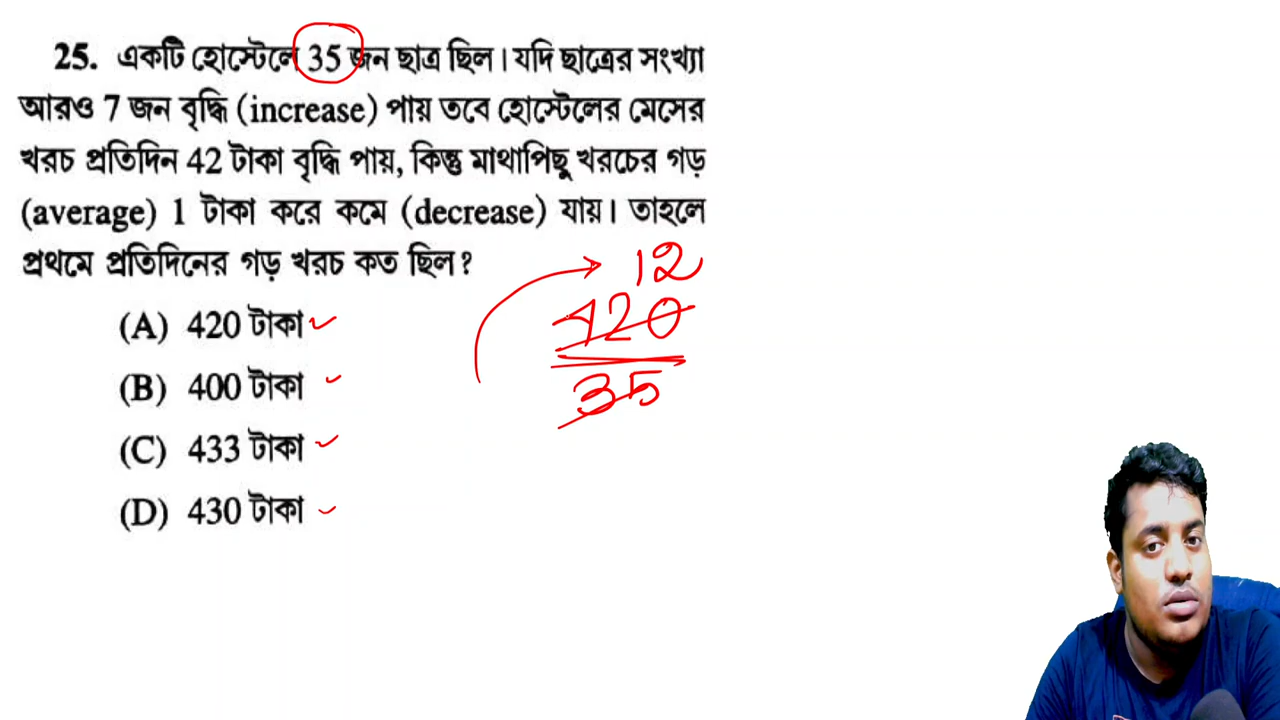 25. একটি হোস্টেলে 35 জন ছাত্র ছিল। যদি ছাত্রের সংখ্যা
আরও 7 জন বৃদ্ধি (increase) পায় তবে হোস্টেলের মেসের
খরচ প্রতিদিন 42 টাকা বৃদ্ধি পায়, কিন্তু মাথাপিছু খরচের গড়
(average) 1 টাকা করে কমে (decrease) যায়। তাহলে
প্রথমে প্রতিদিনের গড় খরচ কত ছিল?
(A) 420 টাকা
(B) 400 টাকা
(C) 433 টাকা
(D) 430 টাকা
12
420
35